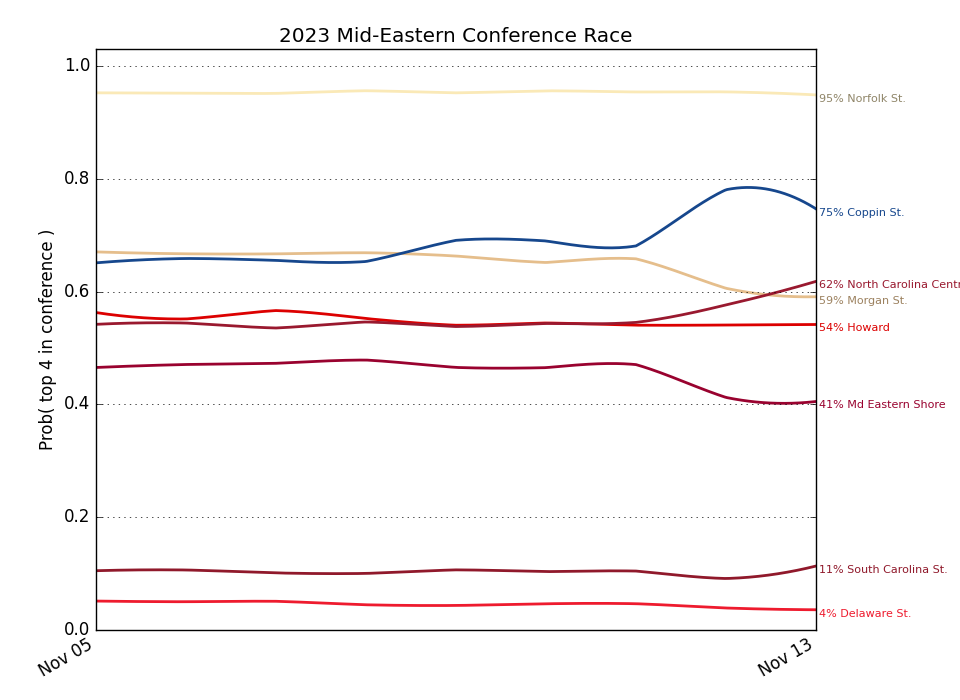 2023 Mid-Eastern Conference Race
Prob( top 4 in conference )
1.0
0.8
0.6
0.4
0.2
0.0
Nov 05
Nov 13
95% Norfolk St.
75% Coppin St.
62% North Carolina Centr
59% Morgan St.
54% Howard
41% Md Eastern Shore
11% South Carolina St.
4% Delaware St.